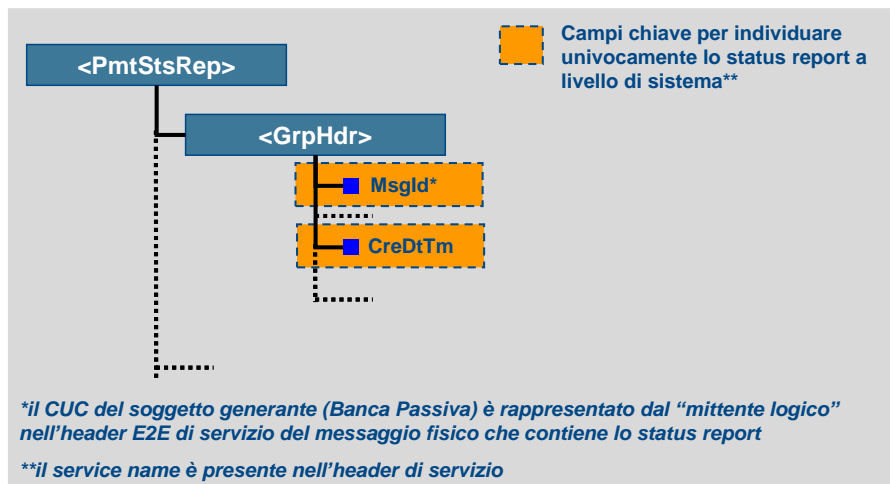 <PmtStsRep>
Campi chiave per individuare
univocamente lo status report a
livello di sistema**
<GrpHdr>
MsgId*
CreDtTm
*il CUC del soggetto generante (Banca Passiva) è rappresentato dal “mittente logico”
nell’header E2E di servizio del messaggio fisico che contiene lo status report
**il service name è presente nell’header di servizio